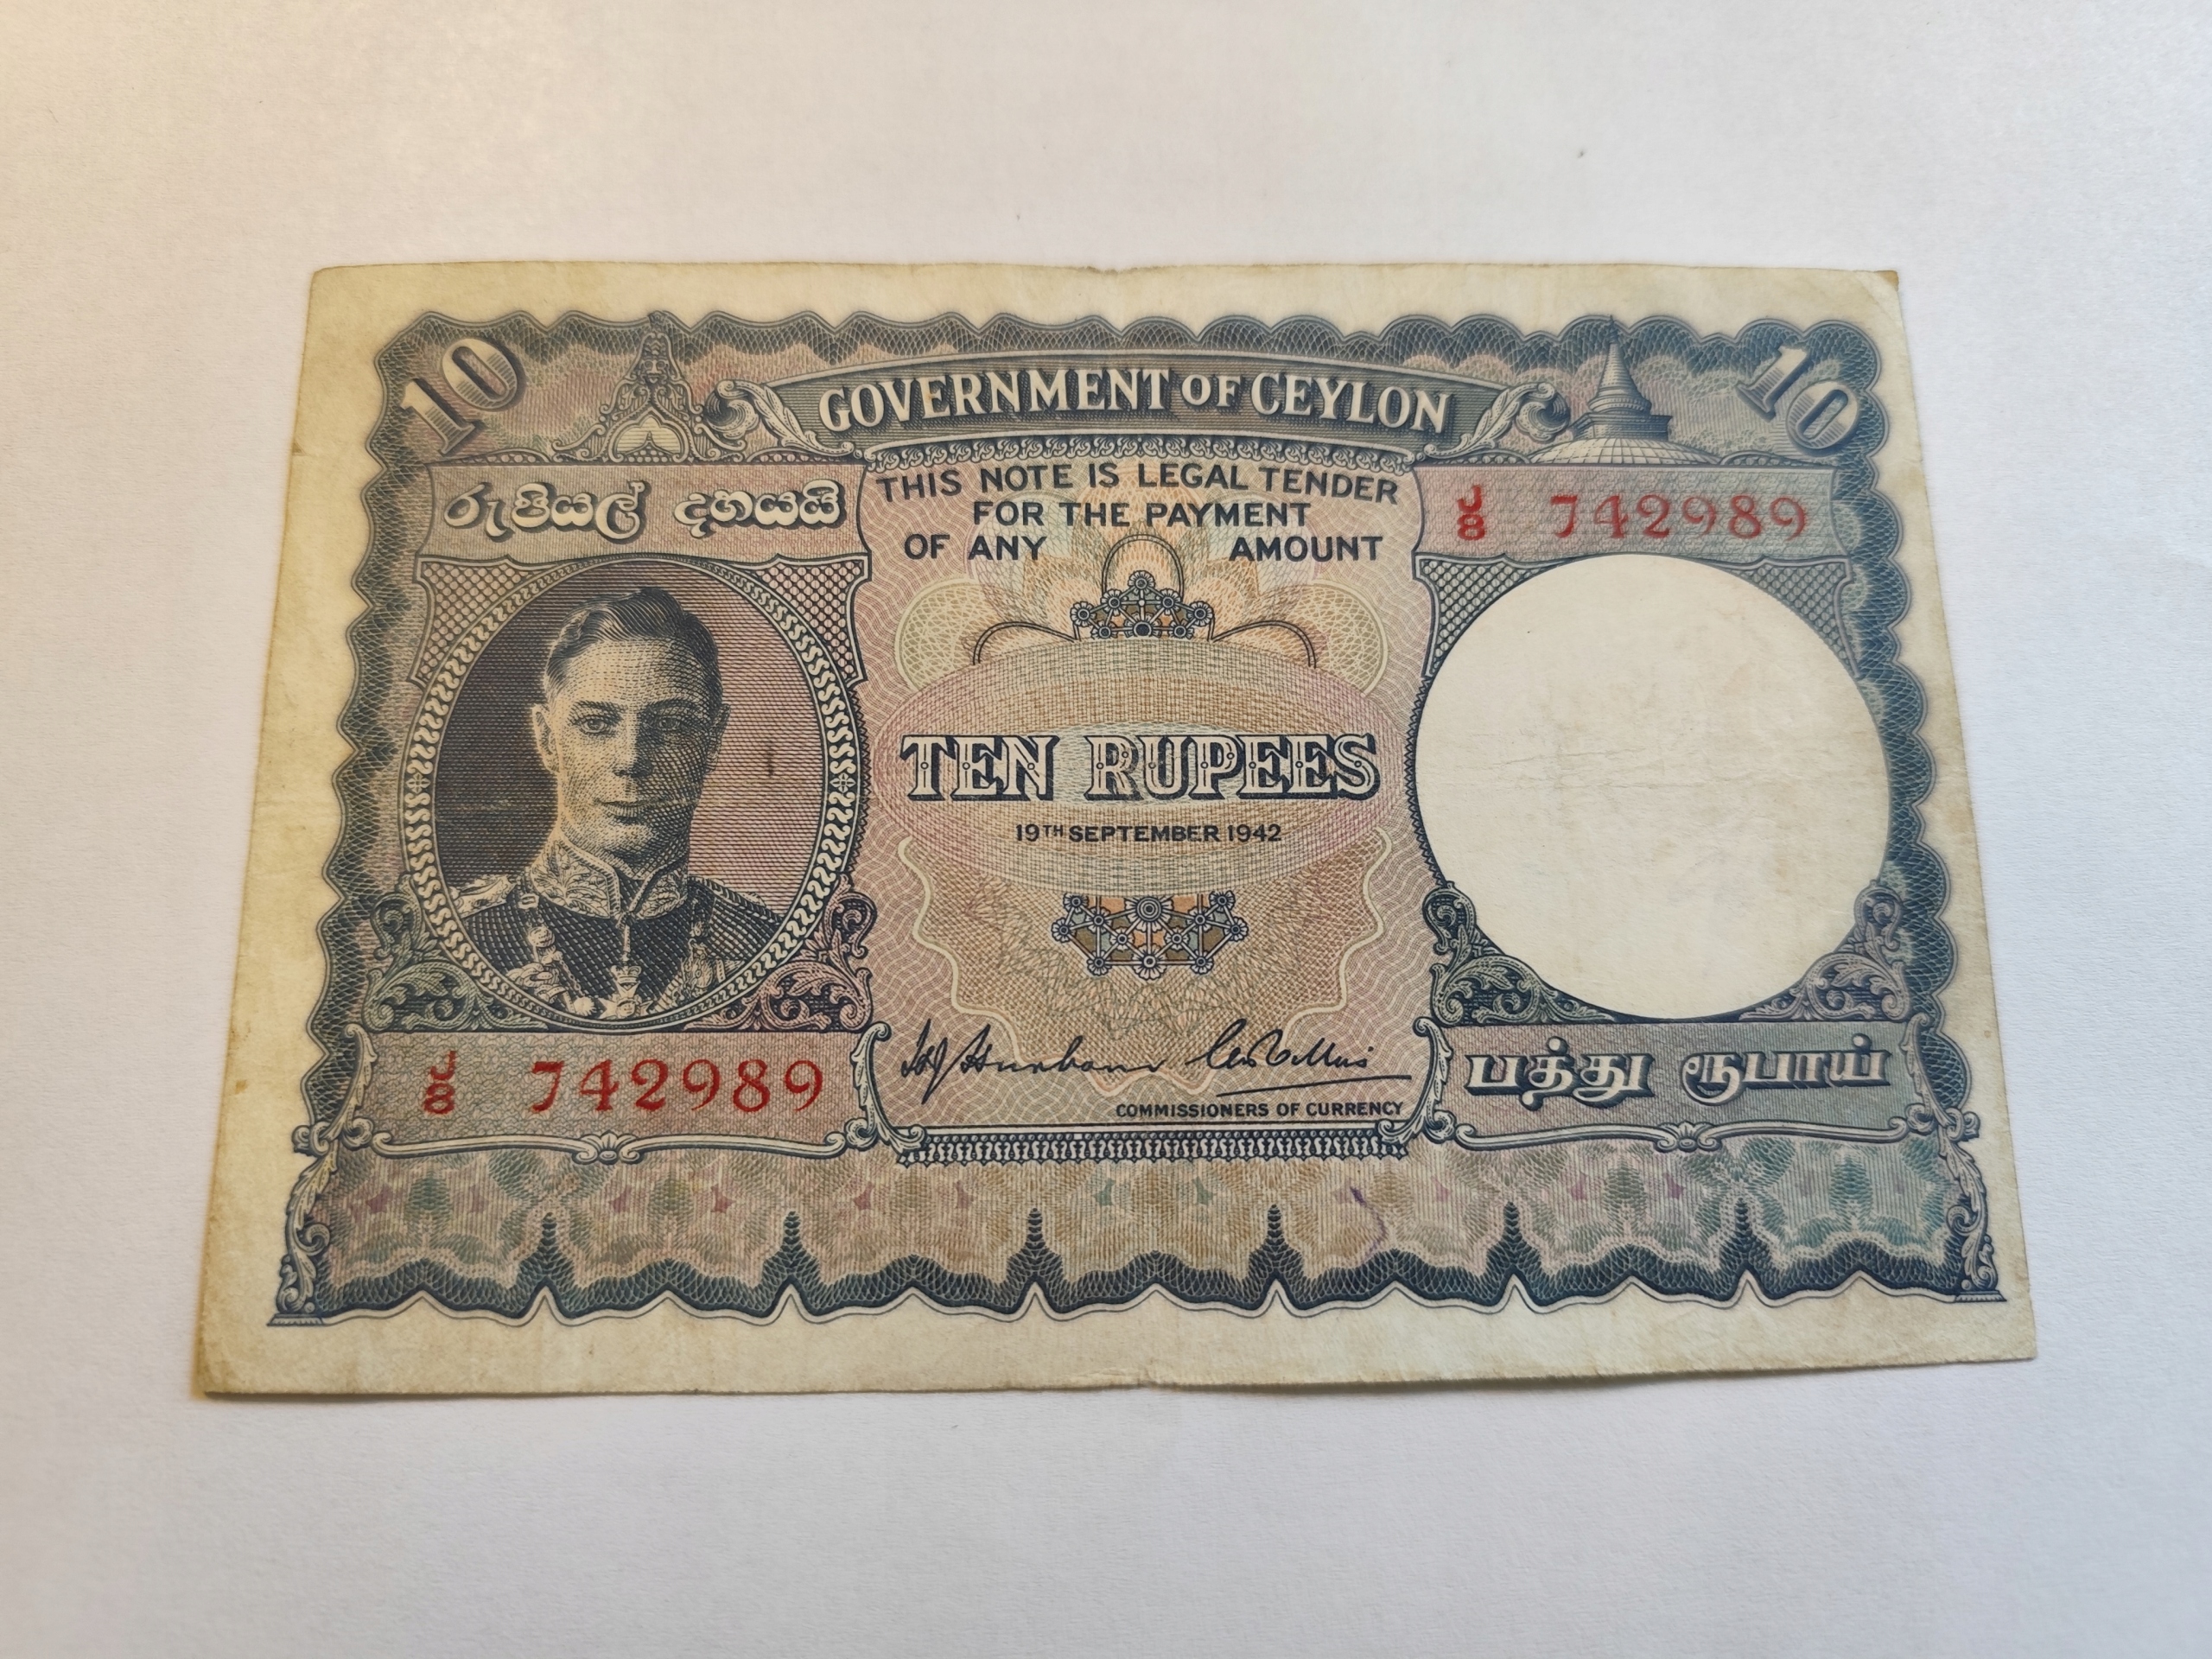 10
GOVERNMENT OF CEYLON
10
රුපියල් දහයයි
THIS NOTE IS LEGAL TENDER
FOR THE PAYMENT
OF ANY AMOUNT
J/8 742989
TEN RUPEES
19TH SEPTEMBER 1942
J/8 742989
COMMISSIONERS OF CURRENCY
பத்து ரூபாய்